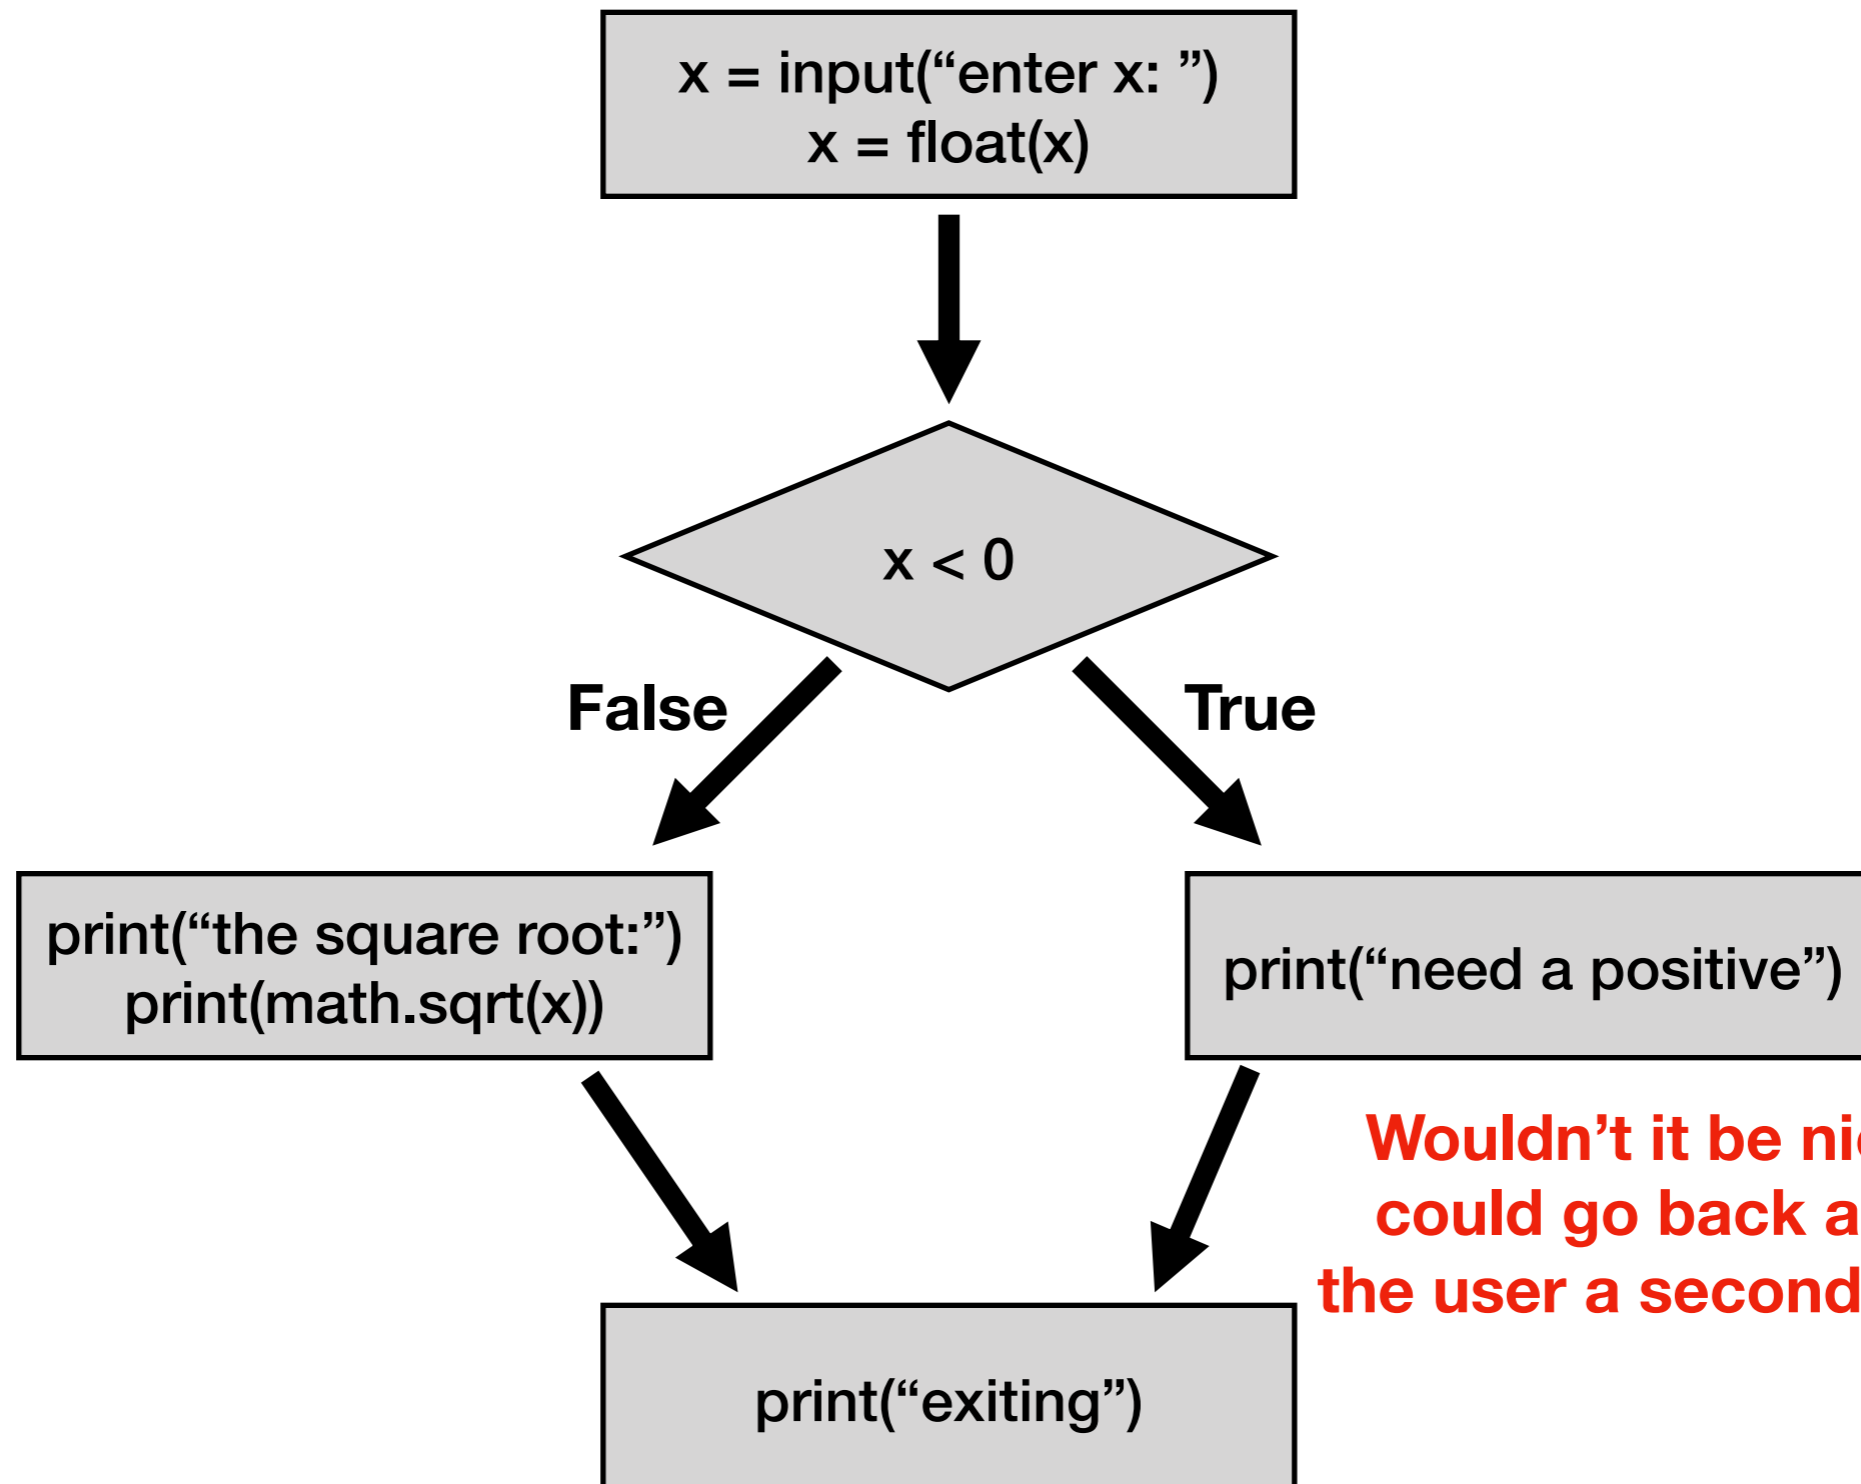 x = input(“enter x: ”)
x = float(x)
x < 0
False
True
print(“the square root:”)
print(math.sqrt(x))
print(“need a positive”)
Wouldn’t it be
could go back
the user a second
print(“exiting”)